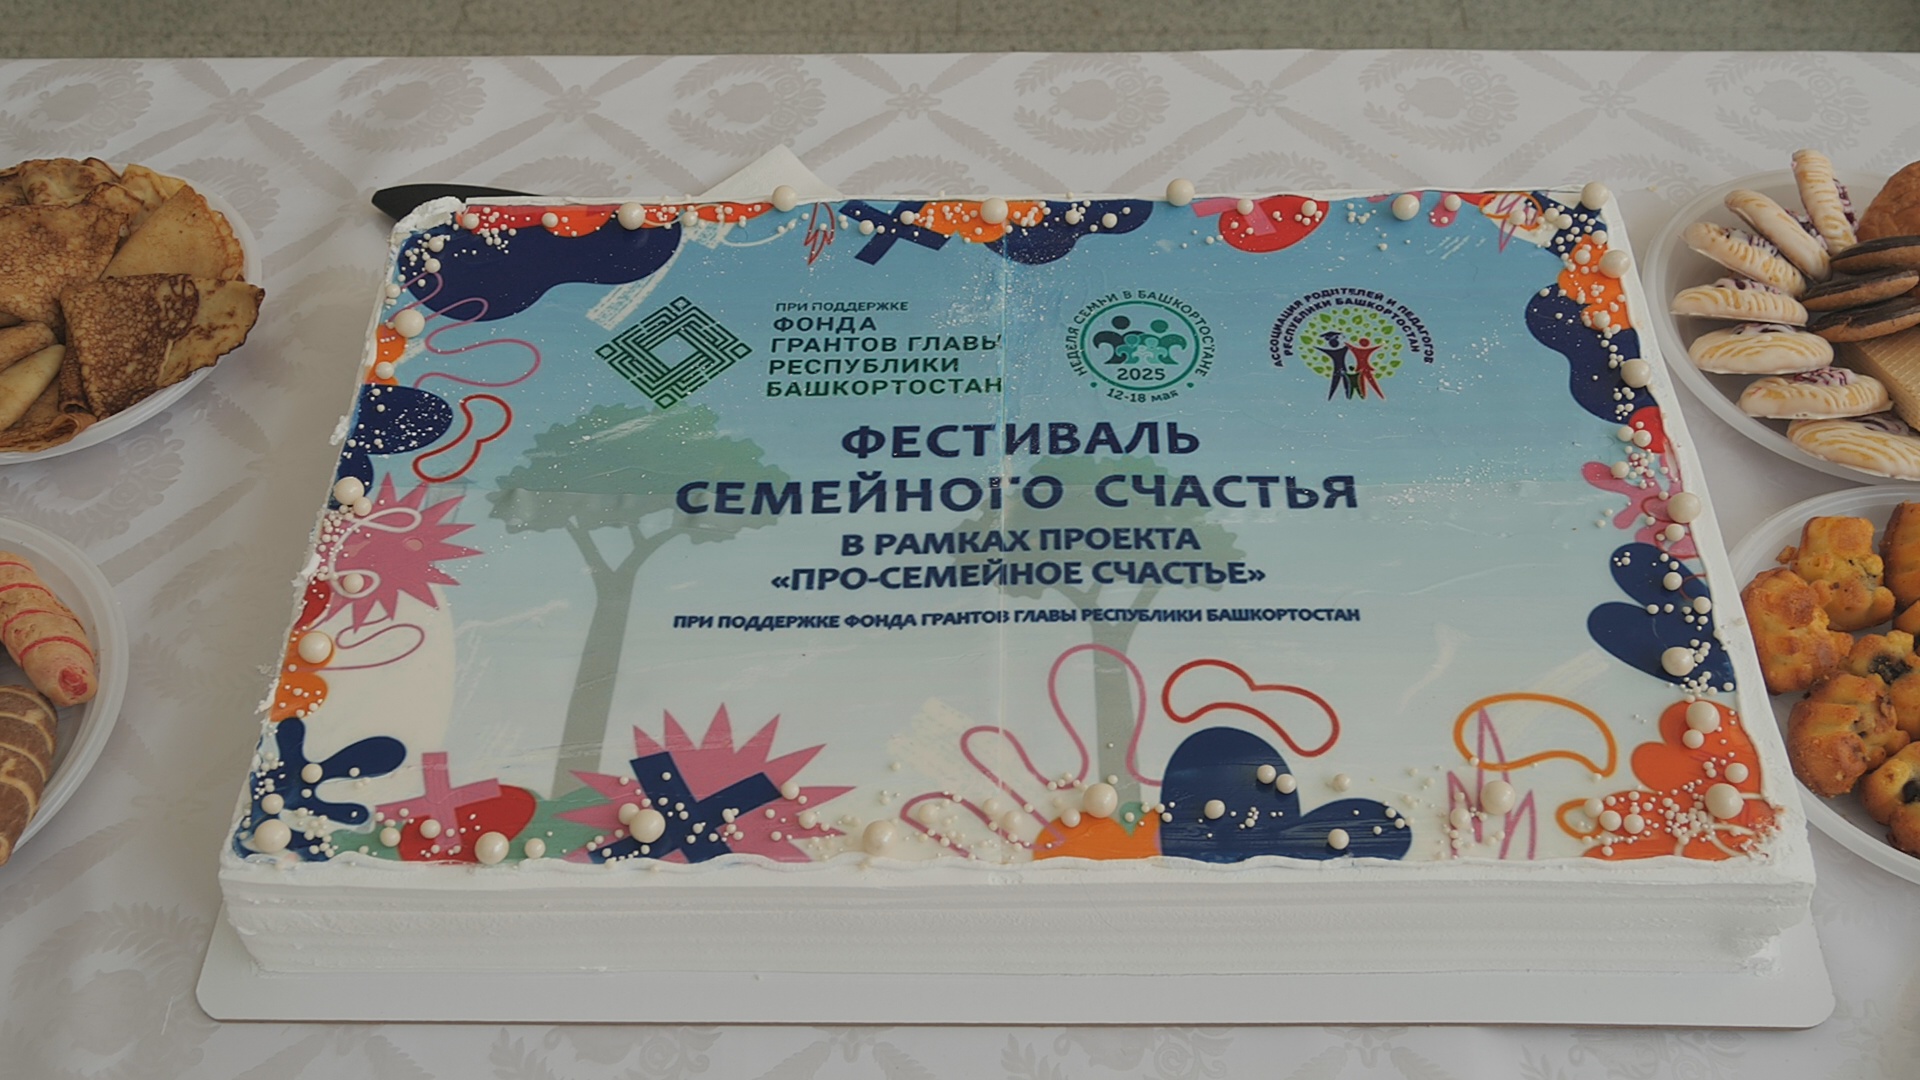 ПРИ ПОДДЕРЖКЕ
ФОНДА
ГРАНТОВ ГЛАВЫ
РЕСПУБЛИКИ
БАШКОРТОСТАН
НЕДЕЛЯ СЕМЬИ В БАШКОРТОСТАНЕ
2025
• 12-18 мая •
АССОЦИАЦИЯ РОДИТЕЛЕЙ И ПЕДАГОГОВ
РЕСПУБЛИКИ БАШКОРТОСТАН
ФЕСТИВАЛЬ
СЕМЕЙНОГО СЧАСТЬЯ
В РАМКАХ ПРОЕКТА
«ПРО-СЕМЕЙНОЕ СЧАСТЬЕ»
ПРИ ПОДДЕРЖКЕ ФОНДА ГРАНТОВ ГЛАВЫ РЕСПУБЛИКИ БАШКОРТОСТАН